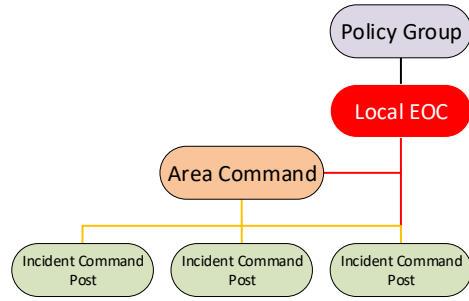 Policy Group
Local EOC
Area Command
Incident Command
Post
Incident Command
Post
Incident Command
Post